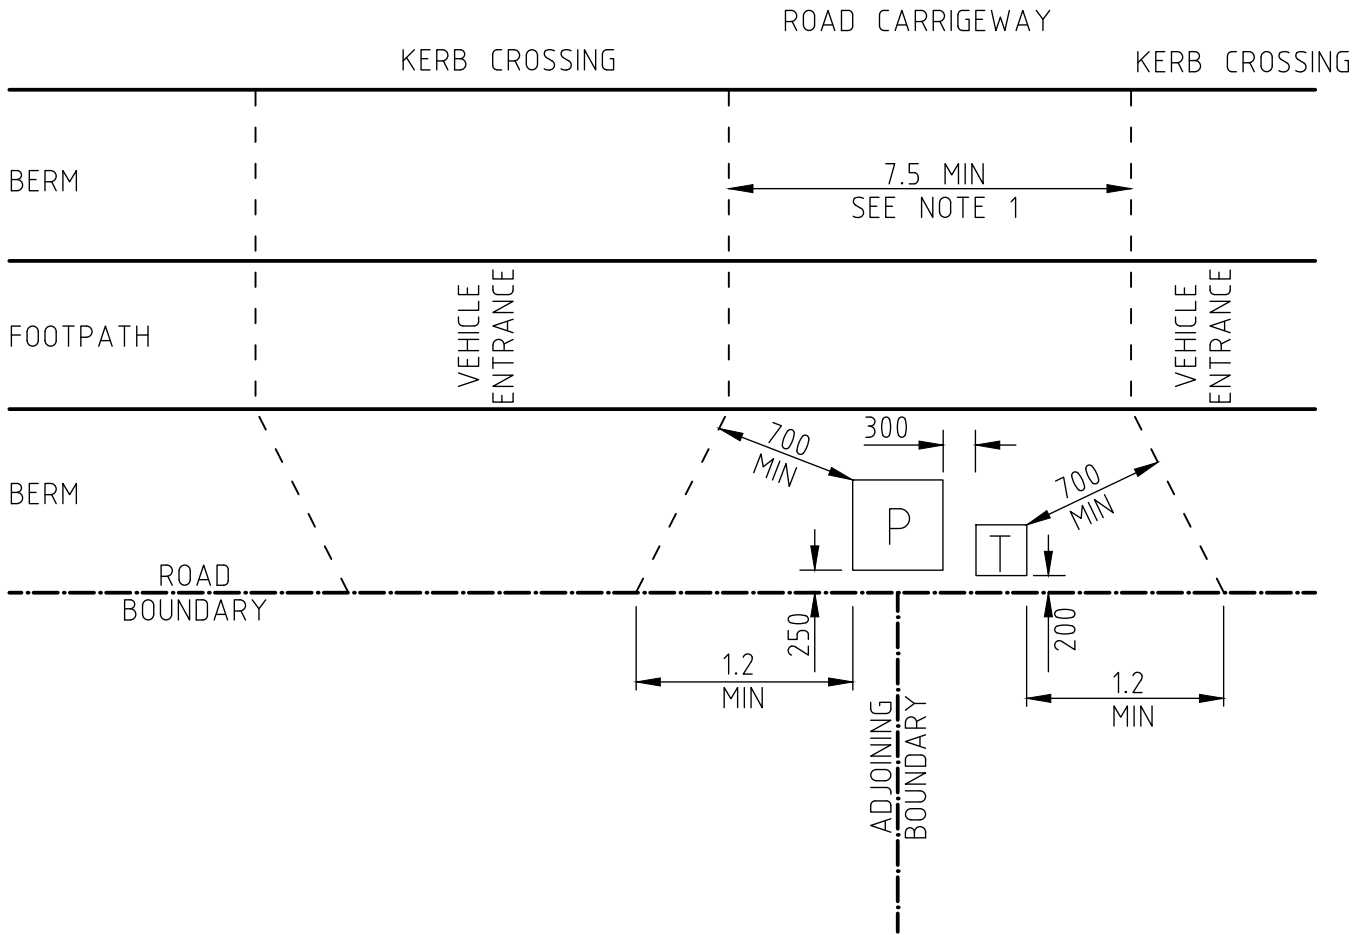 ROAD CARRIGEWAY
KERB CROSSING
KERB CROSSING
BERM
7.5 MIN
SEE NOTE 1
FOOTPATH
VEHICLE
ENTRANCE
VEHICLE
ENTRANCE
700
MIN
300
700
MIN
BERM
P
T
ROAD
BOUNDARY
250
200
1.2
MIN
1.2
MIN
ADJOINING
BOUNDARY